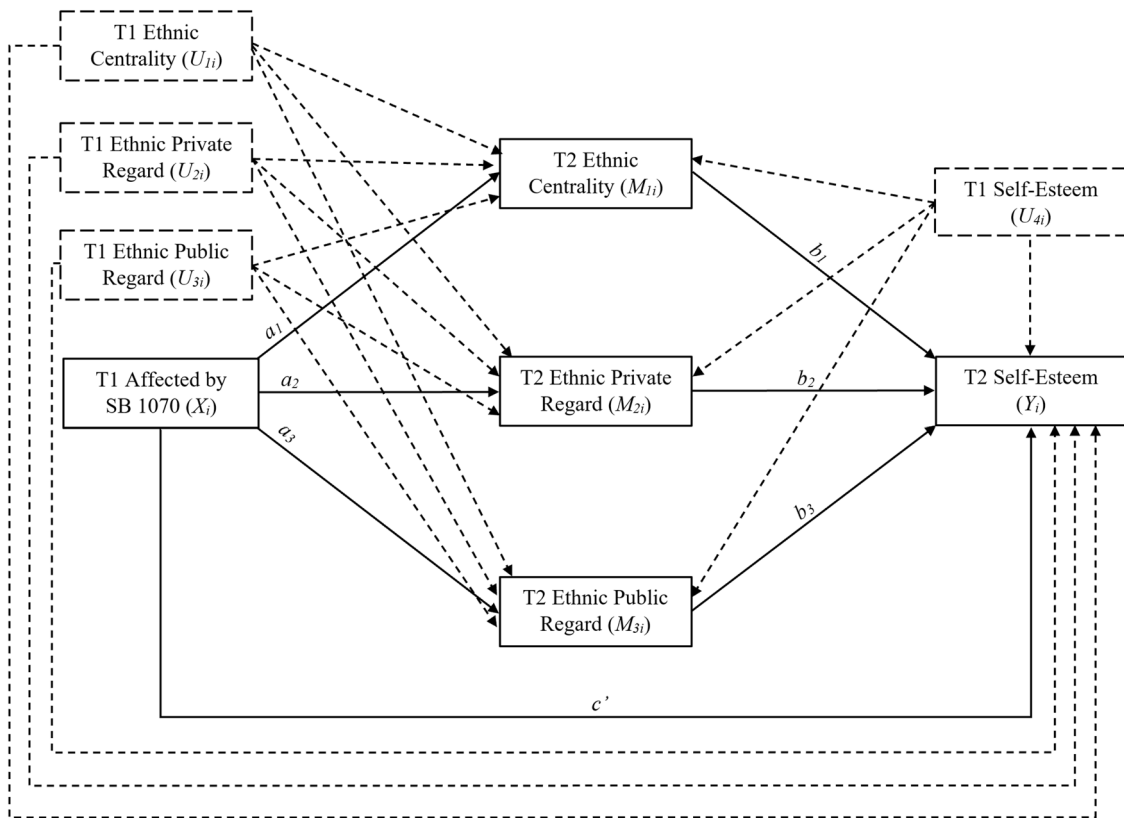 T1 Ethnic
Centrality (U1i)
T1 Ethnic Private
Regard (U2i)
T1 Ethnic Public
Regard (U3i)
T1 Affected by
SB 1070 (Xi)
a1
a2
a3
T2 Ethnic
Centrality (M1i)
T2 Ethnic Private
Regard (M2i)
T2 Ethnic Public
Regard (M3i)
b1
b2
b3
c’
T1 Self-Esteem
(U4i)
T2 Self-Esteem
(Yi)